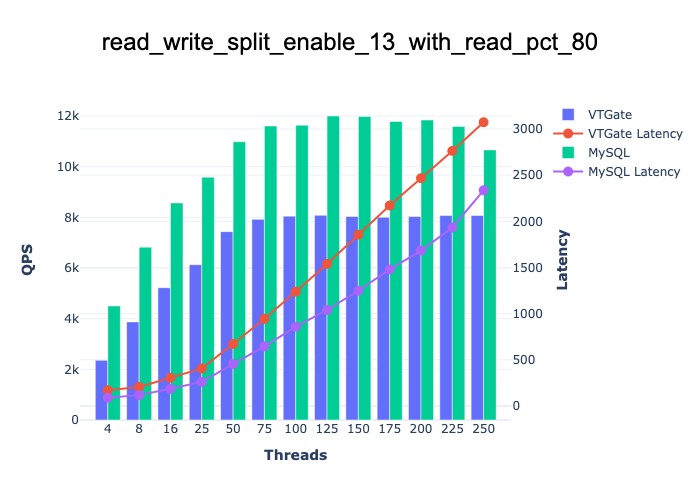 read_write_split_enable_13_with_read_pct_80
12k
10k
8k
6k
4k
2k
0
QPS
4 8 16 25 50 75 100 125 150 175 200 225 250
Threads
3000
2500
2000
1500
1000
500
0
Latency
VTGate
VTGate Latency
MySQL
MySQL Latency